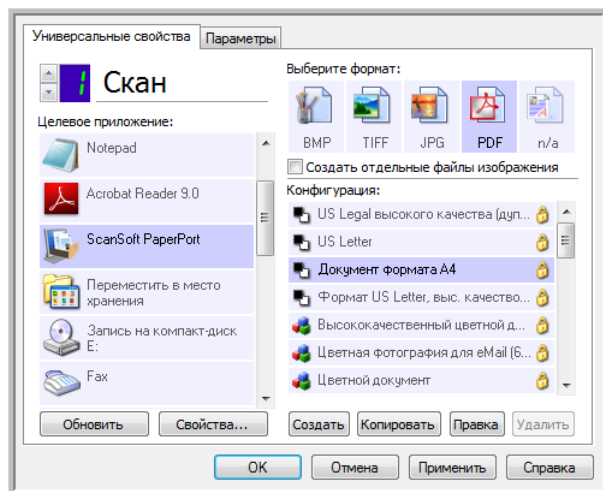 Универсальные свойства
Параметры
1
Скан
Целевое приложение:
Notepad
Acrobat Reader 9.0
ScanSoft PaperPort
Переместить в место
хранения
Запись на компакт-диск
E:
Fax
Обновить
Свойства...
Выберите формат:
BMP
TIFF
JPG
PDF
n/a
Создать отдельные файлы изображения
Конфигурация:
US Legal высокого качества (дуп...
US Letter
Документ формата A4
Формат US Letter, выс. качество...
Высококачественный цветной д...
Цветная фотография для eMail (6...
Цветной документ
Создать
Копировать
Правка
Удалить
OK
Отмена
Применить
Справка